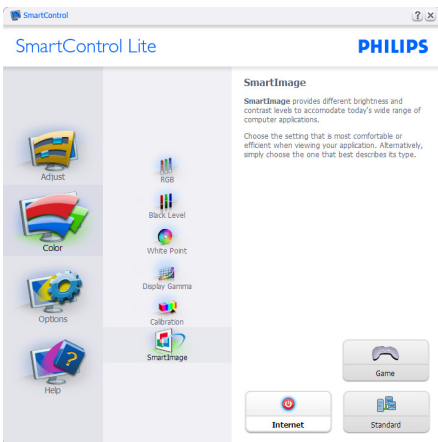 SmartControl
SmartControl Lite
PHILIPS
Adjust
Color
Options
Help
RGB
Black Level
White Point
Display Gamma
Calibration
SmartImage
SmartImage
SmartImage provides different brightness and
contrast levels to accomodate today's wide range of
computer applications.
Choose the setting that is most comfortable or
efficient when viewing your application. Alternatively,
simply choose the one that best describes its type.
Game
Internet
Standard